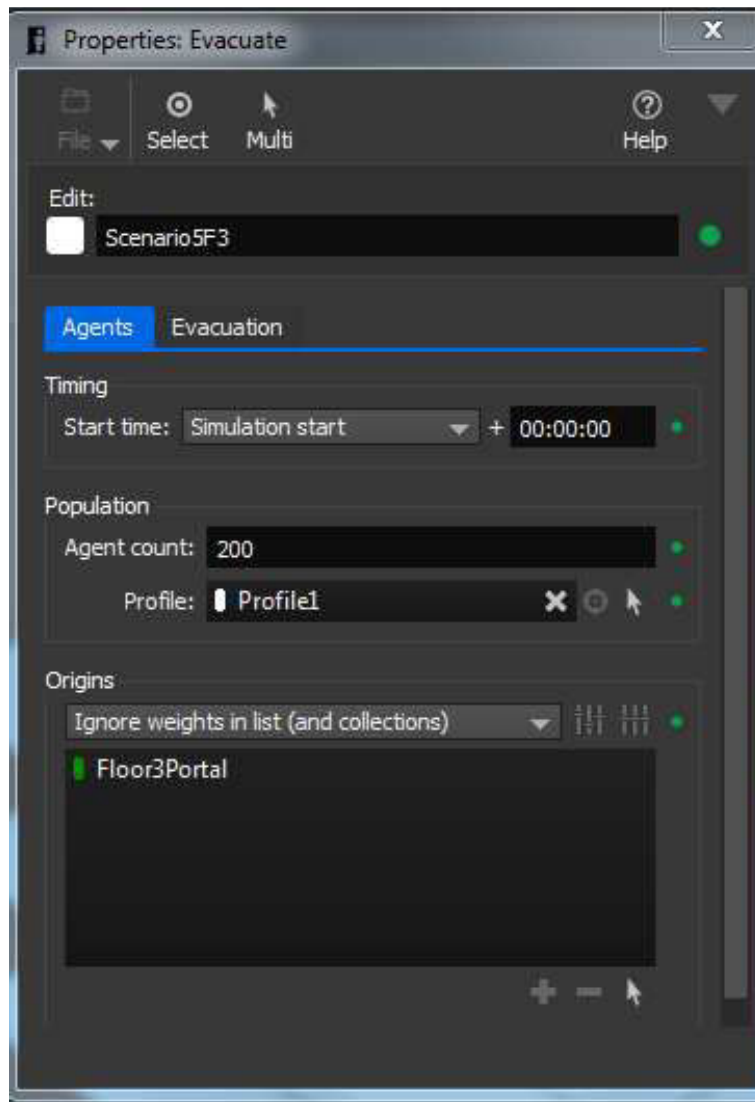 Properties: Evacuate
File Select Multi Help
Edit:
Scenario5F3
Agents Evacuation
Timing
Start time: Simulation start + 00:00:00
Population
Agent count: 200
Profile: Profile1
Origins
Ignore weights in list (and collections)
Floor3Portal